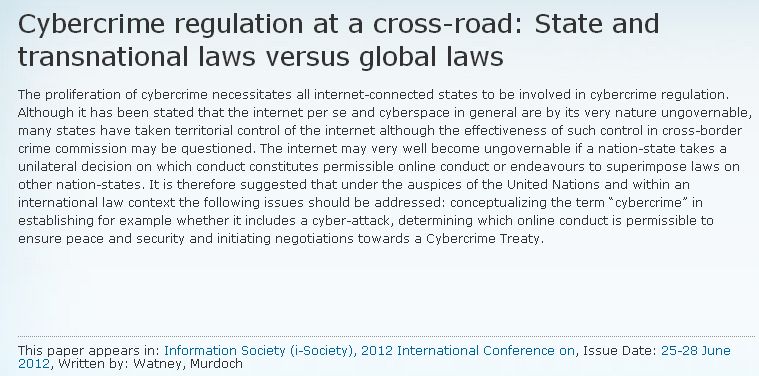 Cybercrime regulation at a cross-road: State and
transnational laws versus global laws
The proliferation of cybercrime necessitates all internet-connected states to be involved in cybercrime regulation.
Although it has been stated that the internet per se and cyberspace in general are by its very nature ungovernable,
many states have taken territorial control of the internet although the effectiveness of such control in cross-border
crime commission may be questioned. The internet may very well become ungovernable if a nation-state takes a
unilateral decision on which conduct constitutes permissible online conduct or endeavours to superimpose laws on
other nation-states. It is therefore suggested that under the auspices of the United Nations and within an
international law context the following issues should be addressed: conceptualizing the term “cybercrime” in
establishing for example whether it includes a cyber-attack, determining which online conduct is permissible to
ensure peace and security and initiating negotiations towards a Cybercrime Treaty.
This paper appears in: Information Society (i-Society), 2012 International Conference on, Issue Date: 25-28 June
2012, Written by: Watney, Murdoch